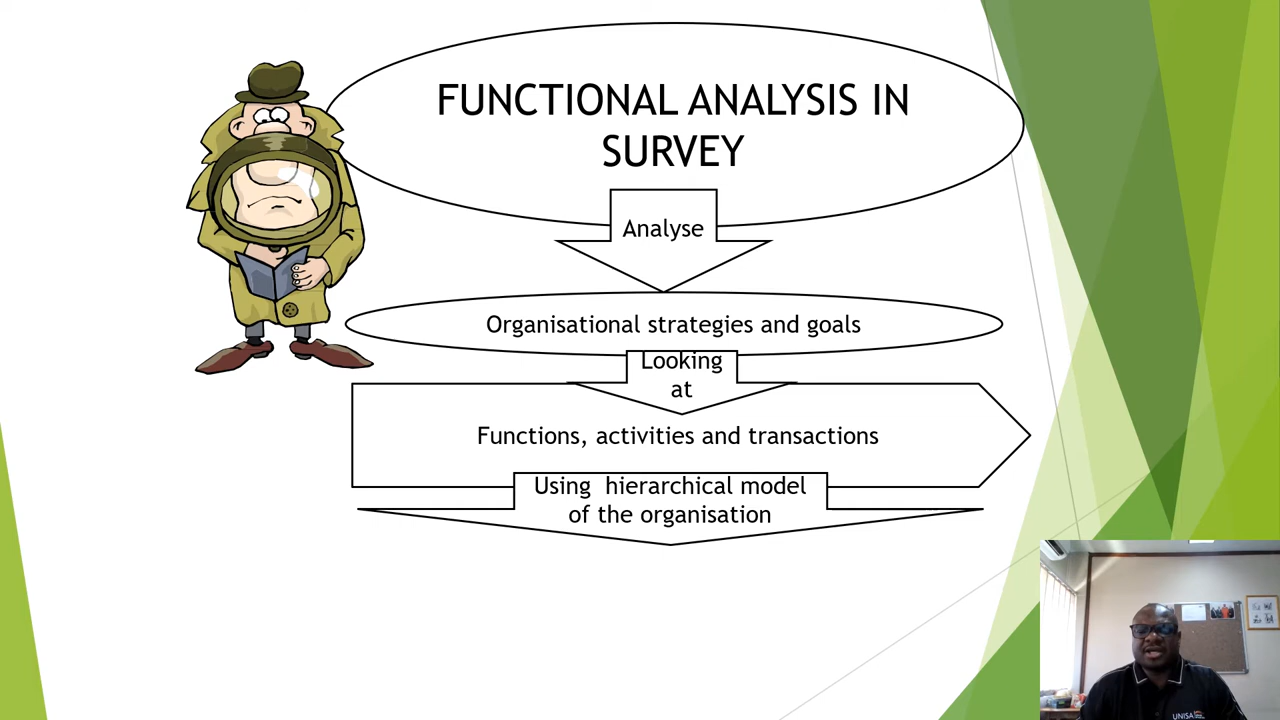 FUNCTIONAL ANALYSIS IN
SURVEY
Analyse
Organisational strategies and goals
Looking
at
Functions, activities and transactions
Using hierarchical model
of the organisation
UNISA